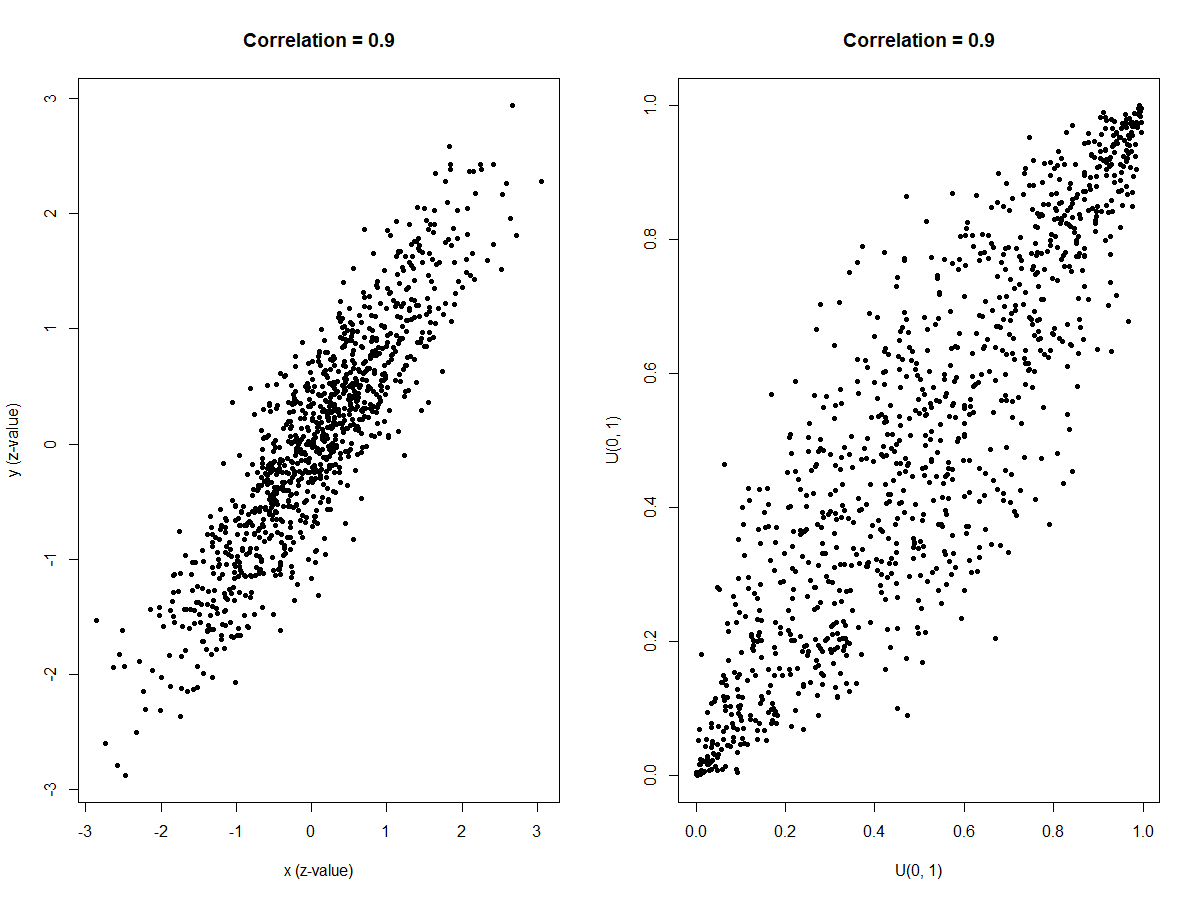 Correlation = 0.9
3
2
1
0
-1
-2
-3
y (z-value)
-3 -2 -1 0 1 2 3
x (z-value)
Correlation = 0.9
1.0
0.8
0.6
0.4
0.2
0.0
U(0, 1)
0.0 0.2 0.4 0.6 0.8 1.0
U(0, 1)